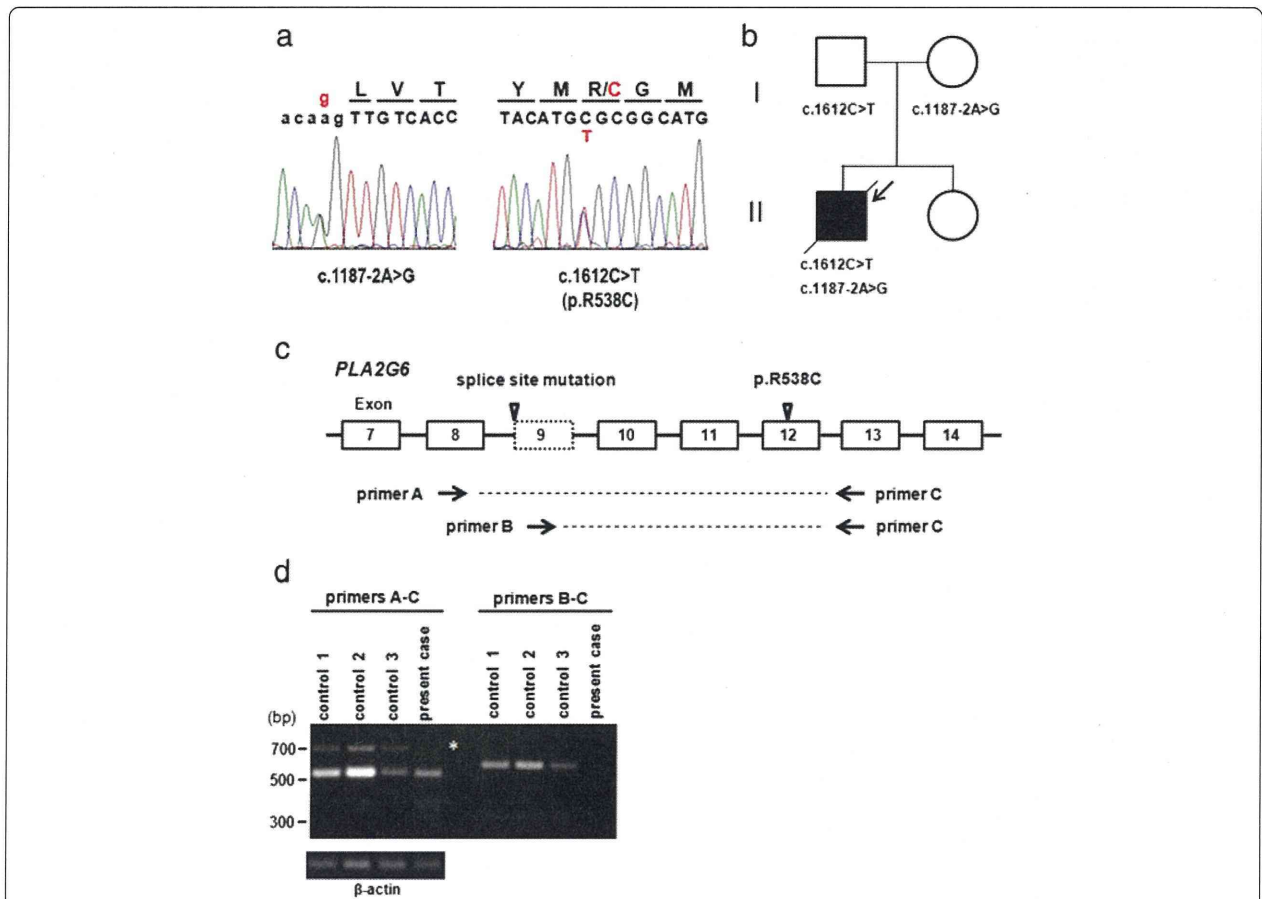 a
g
L V T
acaagTTGTCACC
c.1187-2A>G
Y M R/C G M
TACATGCGCGGCATG
T
c.1612C>T
(p.R538C)
b
I
c.1612C>T
c.1187-2A>G
II
c.1612C>T
c.1187-2A>G
c
PLA2G6
splice site mutation
p.R538C
Exon
7 8 9 10 11 12 13 14
primer A
primer C
primer B
primer C
d
primers A-C
primers B-C
control 1
control 2
control 3
present case
control 1
control 2
control 3
present case
(bp)
700
*
500
300
β-actin